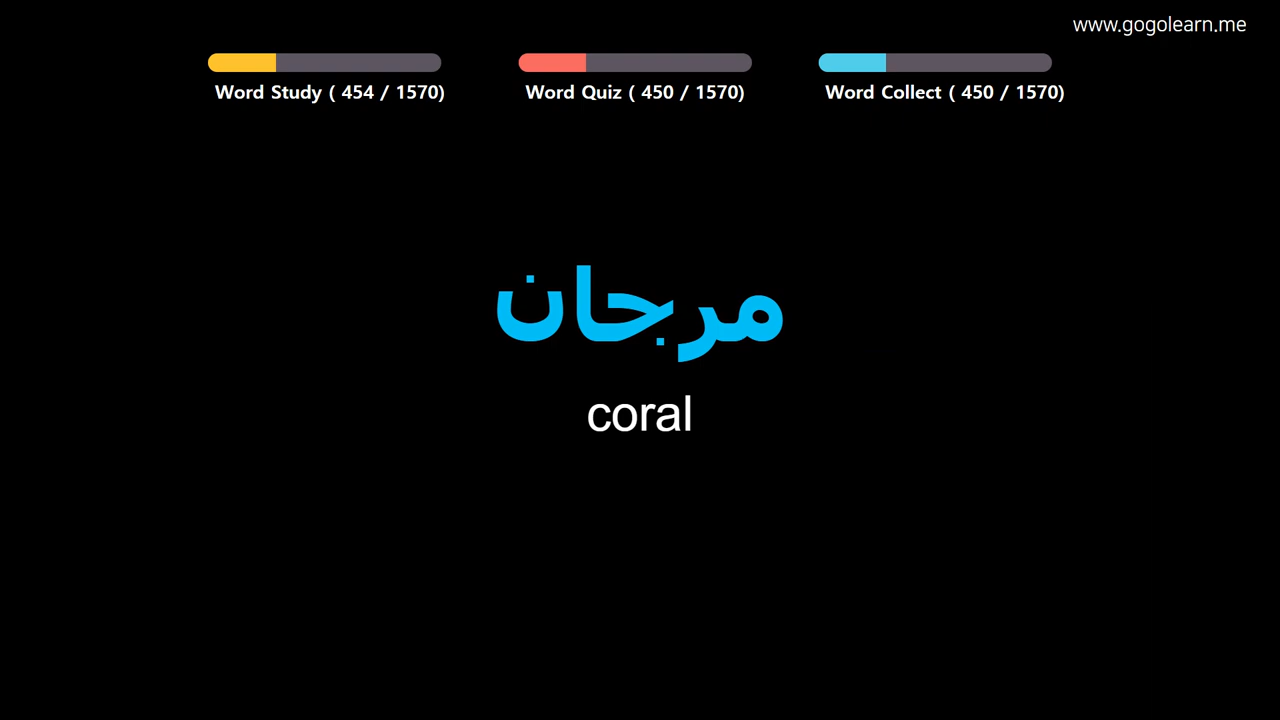 www.gogolearn.me
Word Study ( 454 / 1570)
Word Quiz ( 450 / 1570)
Word Collect ( 450 / 1570)
مرجان
coral